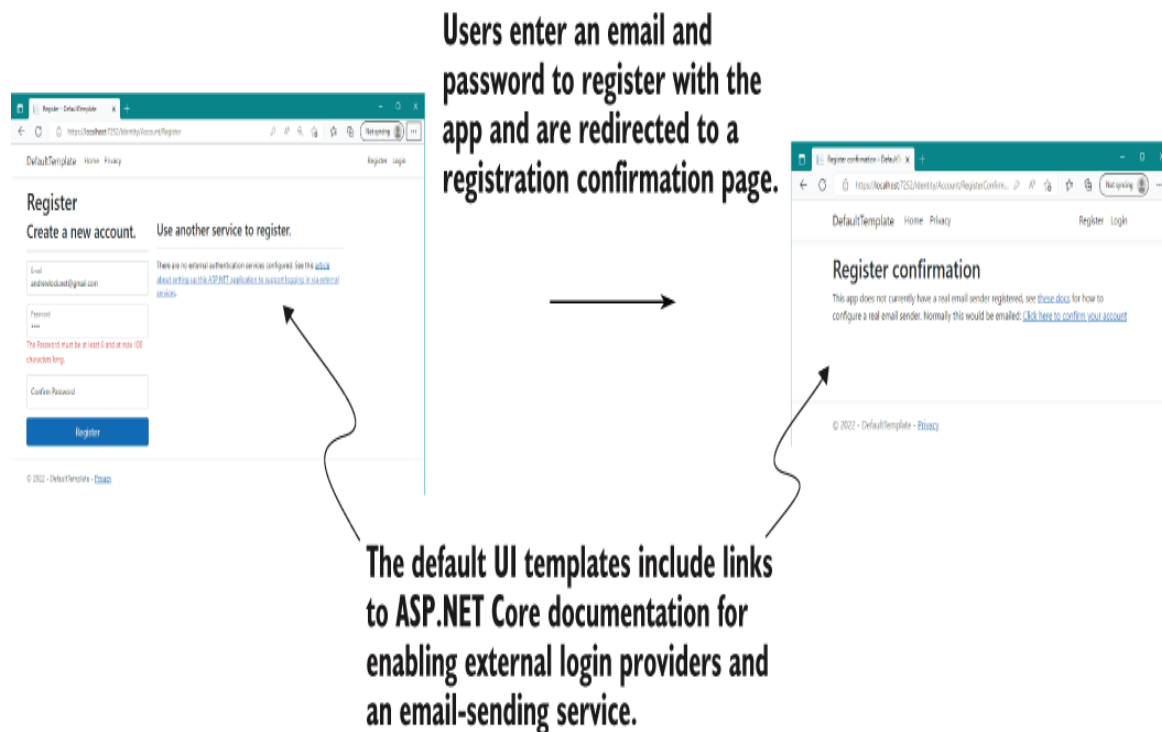 Users enter an email and
password to register with the
app and are redirected to a
registration confirmation page.
Register - DefaultTemplate
https://localhost:7252/Identity/Account/Register
Not syncing
DefaultTemplate Home Privacy
Register Login
Register
Create a new account.
Use another service to register.
Email
andrewlock.net@gmail.com
There are no external authentication services configured. See this article
about setting up this ASP.NET application to support logging in via external
services.
Password
••••
The Password must be at least 6 and at max 100
characters long.
Confirm Password
Register
© 2022 - DefaultTemplate - Privacy
Register confirmation - Default
https://localhost:7252/Identity/Account/RegisterConfirm...
Not syncing
DefaultTemplate Home Privacy
Register Login
Register confirmation
This app does not currently have a real email sender registered, see these docs for how to
configure a real email sender. Normally this would be emailed: Click here to confirm your account
© 2022 - DefaultTemplate - Privacy
The default UI templates include links
to ASP.NET Core documentation for
enabling external login providers and
an email-sending service.